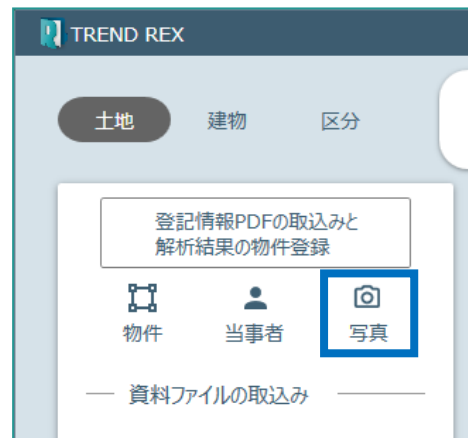 TREND REX
土地 建物 区分
登記情報PDFの取込みと
解析結果の物件登録
物件 当事者 写真
資料ファイルの取込み